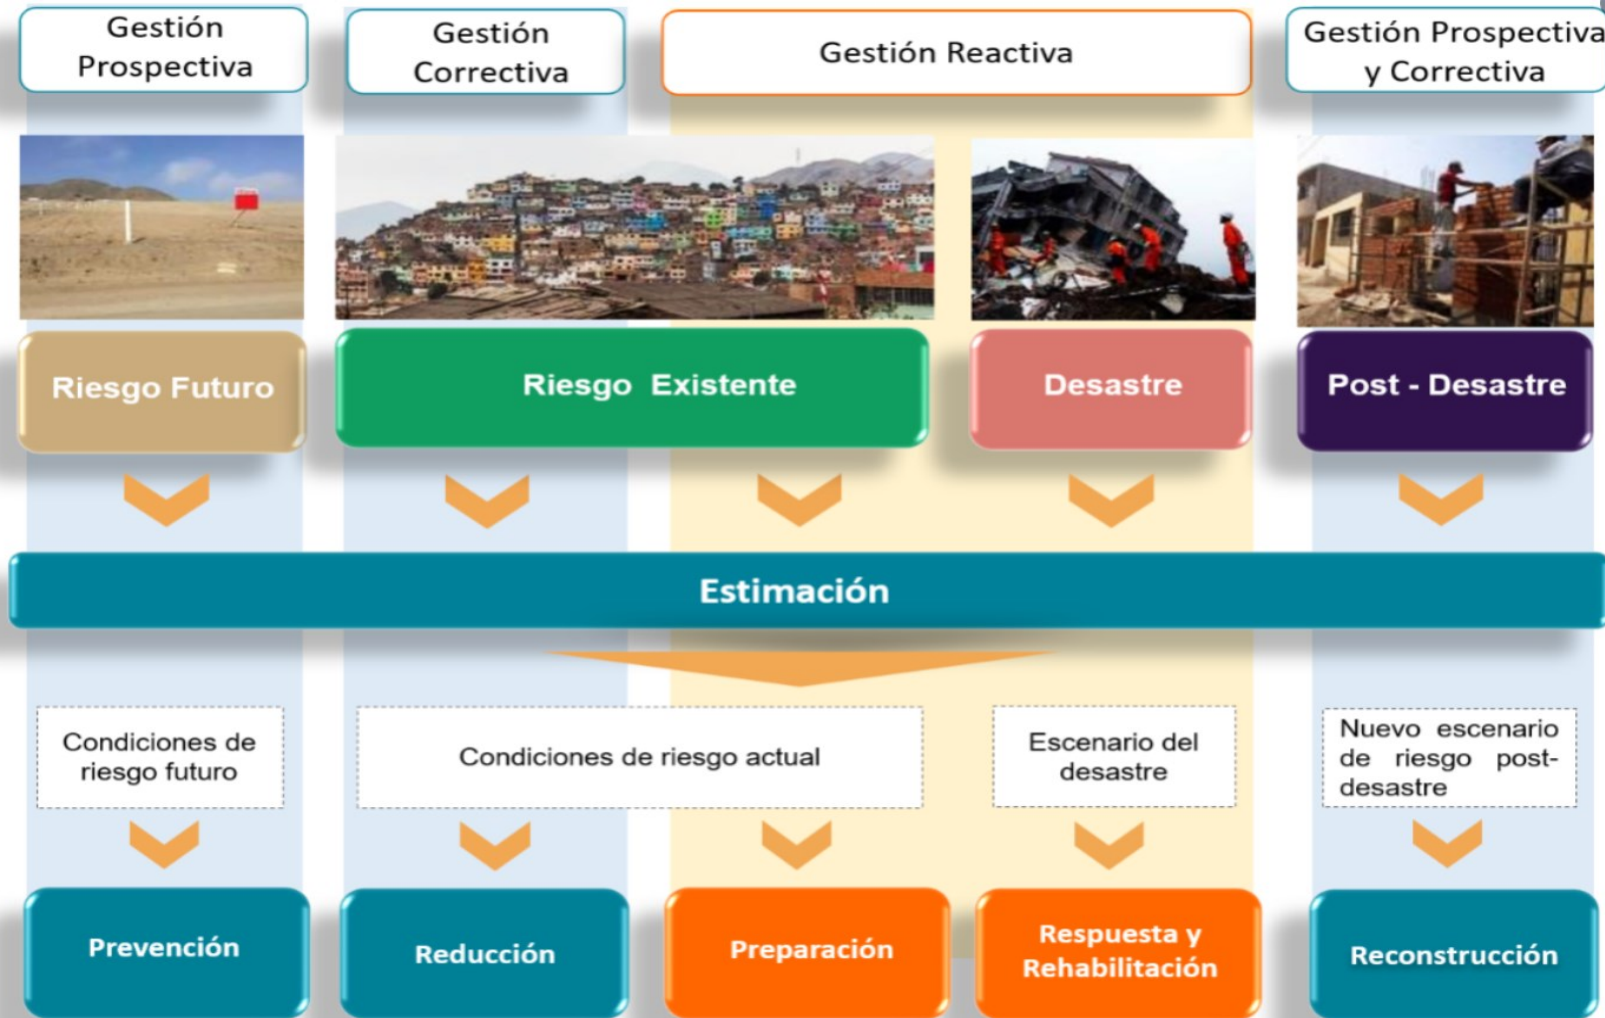 Gestión
Prospectiva
Gestión
Correctiva
Gestión Reactiva
Gestión Prospectiva
y Correctiva
Riesgo Futuro
Riesgo Existente
Desastre
Post - Desastre
Estimación
Condiciones de
riesgo futuro
Condiciones de riesgo actual
Escenario del
desastre
Nuevo escenario
de riesgo post-
desastre
Prevención
Reducción
Preparación
Respuesta y
Rehabilitación
Reconstrucción